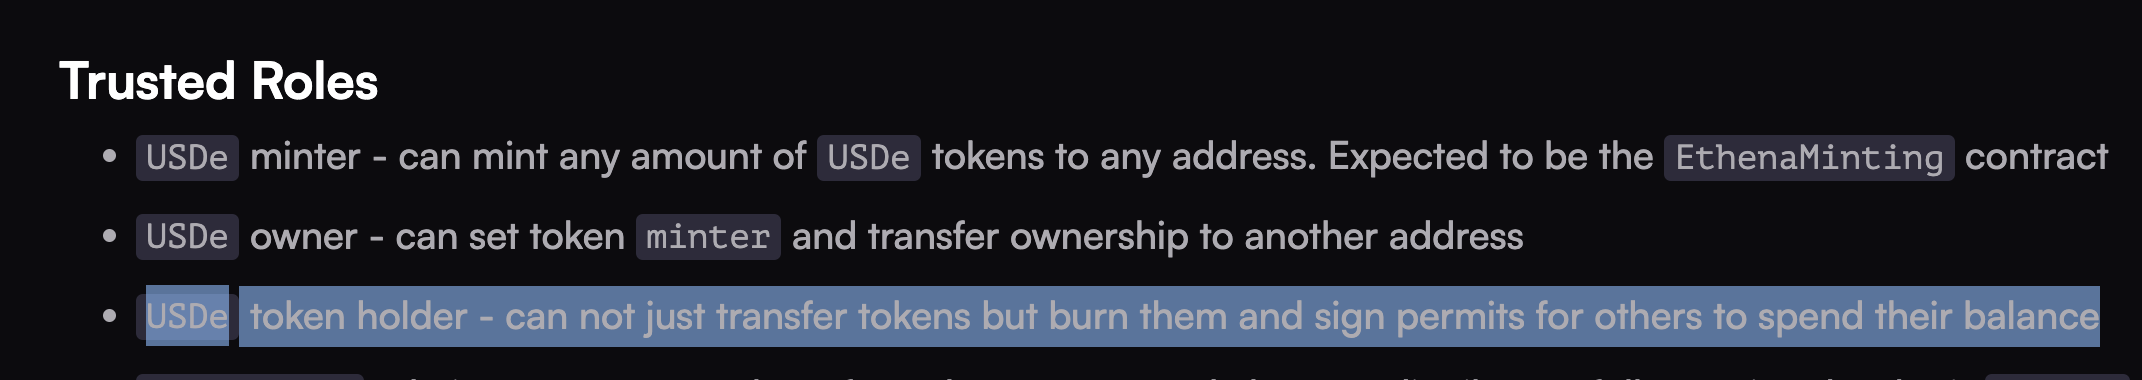 Trusted Roles
USDe minter - can mint any amount of USDe tokens to any address. Expected to be the EthenaMinting contract
USDe owner - can set token minter and transfer ownership to another address
USDe token holder - can not just transfer tokens but burn them and sign permits for others to spend their balance